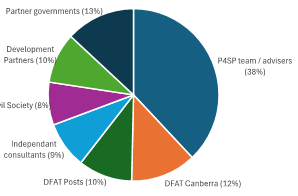 Partner governments (13%)
Development
Partners (10%)
P4SP team / advisers
(38%)
Society (8%
Independant
consultants (9%)
DFAT Posts (10%)
DFAT Canberra (12%)